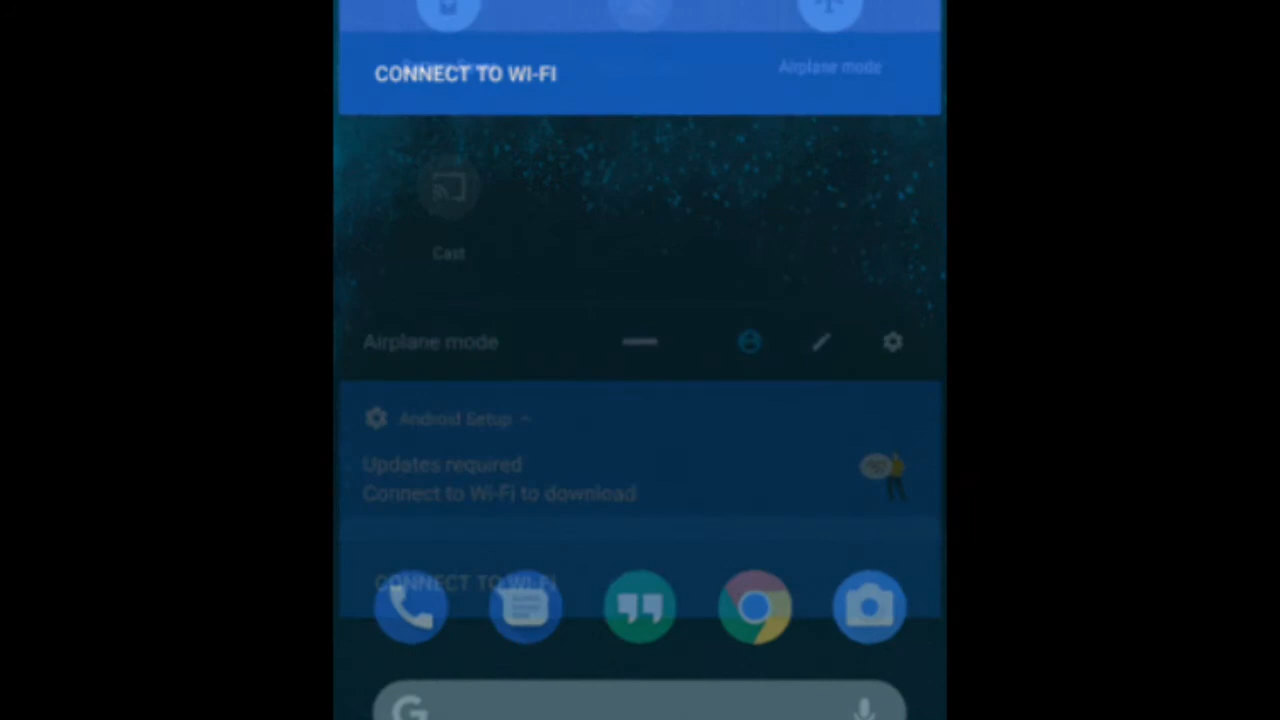 CONNECT TO WI-FI
Airplane mode
Cast
Airplane mode
Android Setup
Updates required
Connect to Wi-Fi to download
CONNECT TO WI-FI
G